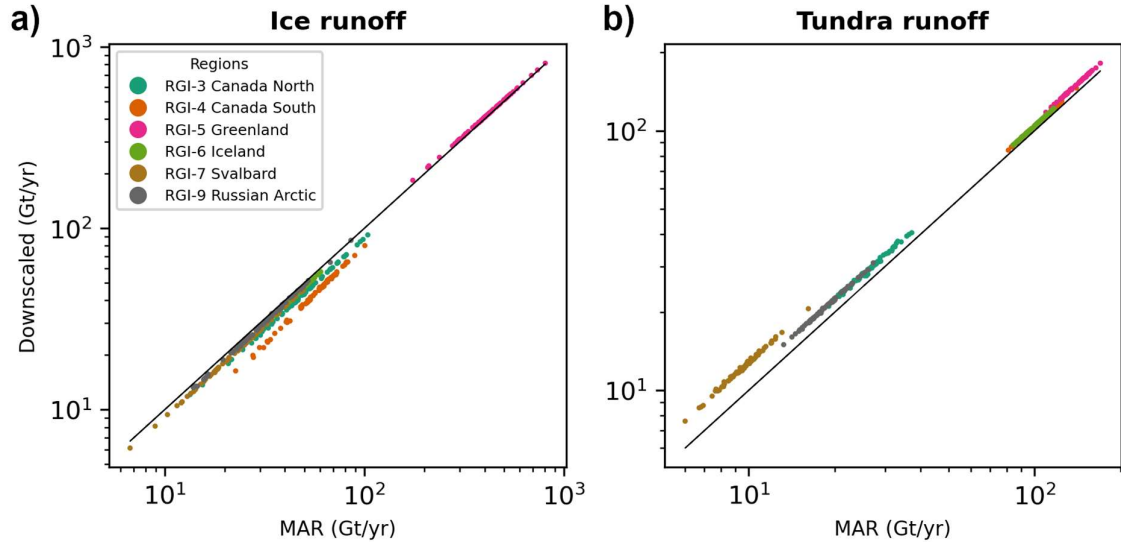 a)
Ice runoff
Regions
RGI-3 Canada North
RGI-4 Canada South
RGI-5 Greenland
RGI-6 Iceland
RGI-7 Svalbard
RGI-9 Russian Arctic
Downscaled (Gt/yr)
10³
10²
10¹
10¹ 10² 10³
MAR (Gt/yr)
b)
Tundra runoff
10²
10¹
10¹ 10²
MAR (Gt/yr)